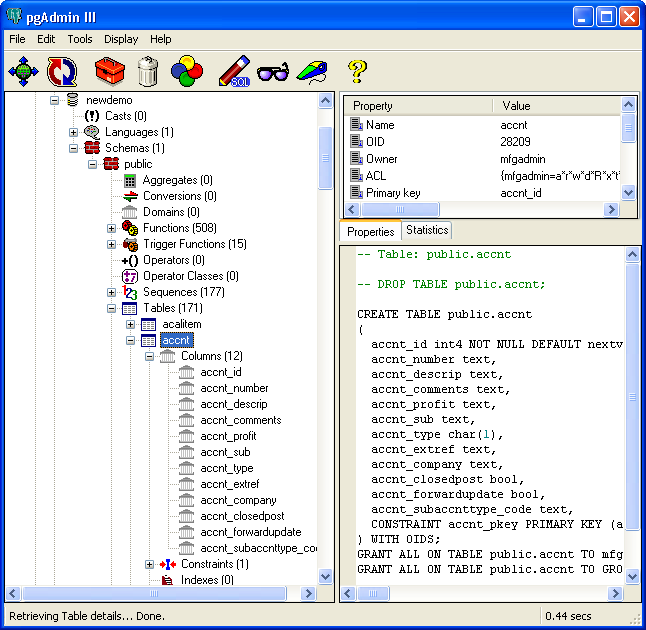 pgAdmin III
File Edit Tools Display Help
SQL
newdemo
Casts (0)
Languages (1)
Schemas (1)
public
Aggregates (0)
Conversions (0)
Domains (0)
Functions (508)
Trigger Functions (15)
Operators (0)
Operator Classes (0)
Sequences (177)
Tables (171)
acalitem
accnt
Columns (12)
accnt_id
accnt_number
accnt_descrip
accnt_comments
accnt_profit
accnt_sub
accnt_type
accnt_extref
accnt_company
accnt_closedpost
accnt_forwardupdate
accnt_subaccnttype_co
Constraints (1)
Indexes (0)
Property Value
Name accnt
OID 28209
Owner mfgadmin
ACL {mfgadmin=a*r*w*d*R*x*t*
Primary key accnt_id
Properties Statistics
-- Table: public.accnt
-- DROP TABLE public.accnt;
CREATE TABLE public.accnt
(
accnt_id int4 NOT NULL DEFAULT nextv
accnt_number text,
accnt_descrip text,
accnt_comments text,
accnt_profit text,
accnt_sub text,
accnt_type char(1),
accnt_extref text,
accnt_company text,
accnt_closedpost bool,
accnt_forwardupdate bool,
accnt_subaccnttype_code text,
CONSTRAINT accnt_pkey PRIMARY KEY (a
) WITH OIDS;
GRANT ALL ON TABLE public.accnt TO mfg
GRANT ALL ON TABLE public.accnt TO GRO
Retrieving Table details... Done.
0.44 secs